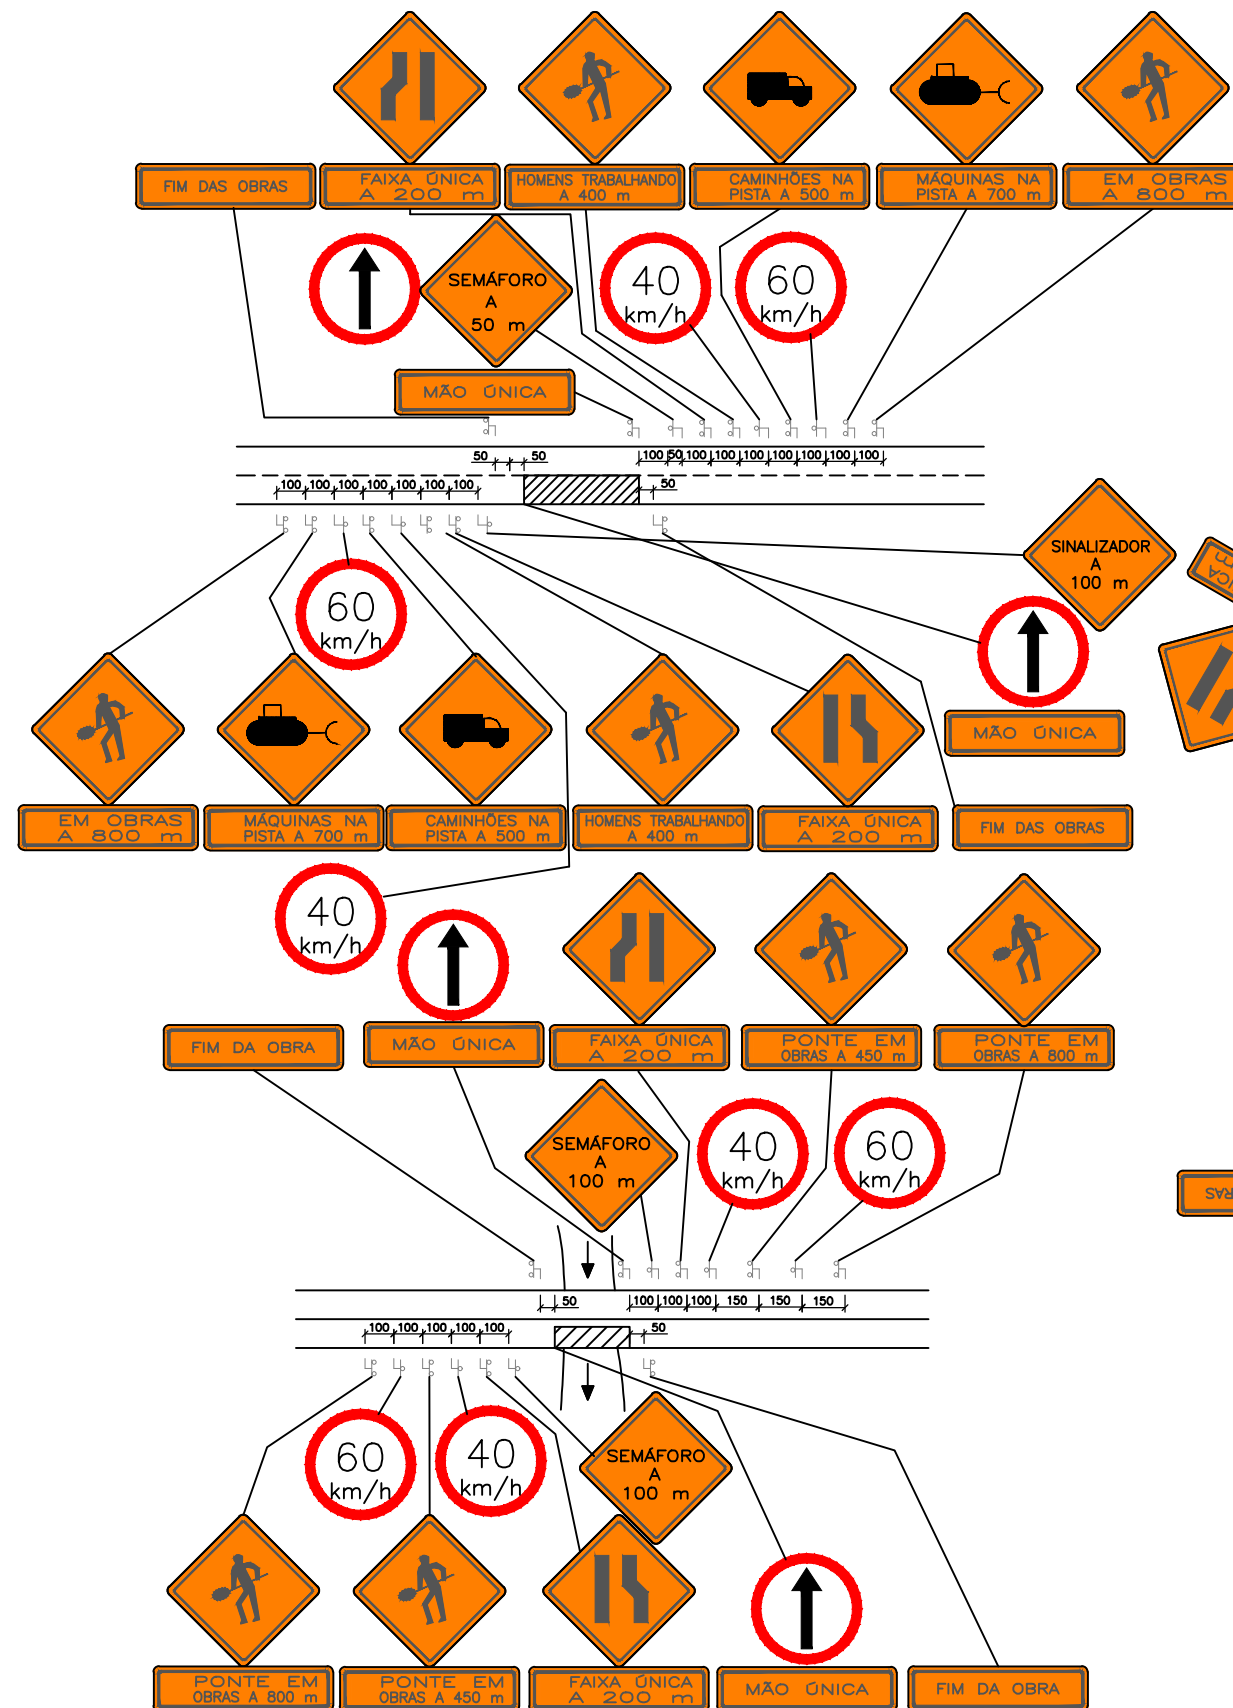 FIM DAS OBRAS
FAIXA ÚNICA
A 200 m
HOMENS TRABALHANDO
A 400 m
CAMINHÕES NA
PISTA A 500 m
MÁQUINAS NA
PISTA A 700 m
EM OBRAS
A 800 m
SEMÁFORO
A
50 m
40
km/h
60
km/h
MÃO ÚNICA
50 50 100 50 100 100 100 100 100 100 100
100 100 100 100 100 100 100 50
SINALIZADOR
A
100 m
60
km/h
MÃO ÚNICA
EM OBRAS
A 800 m
MÁQUINAS NA
PISTA A 700 m
CAMINHÕES NA
PISTA A 500 m
HOMENS TRABALHANDO
A 400 m
FAIXA ÚNICA
A 200 m
FIM DAS OBRAS
40
km/h
FIM DA OBRA
MÃO ÚNICA
FAIXA ÚNICA
A 200 m
PONTE EM
OBRAS A 450 m
PONTE EM
OBRAS A 800 m
SEMÁFORO
A
100 m
40
km/h
60
km/h
50 100 100 100 150 150 150
100 100 100 100 100 50
60
km/h
40
km/h
SEMÁFORO
A
100 m
PONTE EM
OBRAS A 800 m
PONTE EM
OBRAS A 450 m
FAIXA ÚNICA
A 200 m
MÃO ÚNICA
FIM DA OBRA